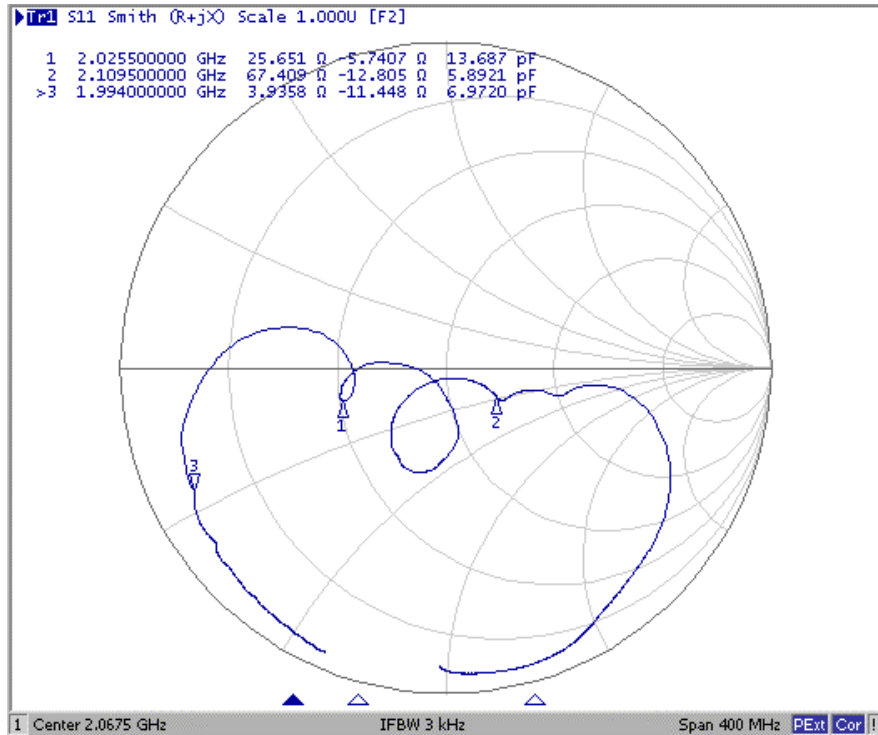 Tr1 S11 Smith (R+jX) Scale 1.000U [F2]
1 2.025500000 GHz 25.651 Ω -5.7407 Ω 13.687 pF
2 2.109500000 GHz 67.409 Ω -12.805 Ω 5.8921 pF
>3 1.994000000 GHz 3.9358 Ω -11.448 Ω 6.9720 pF
3
1
2
1 Center 2.0675 GHz IFBW 3 kHz Span 400 MHz PExt Cor !